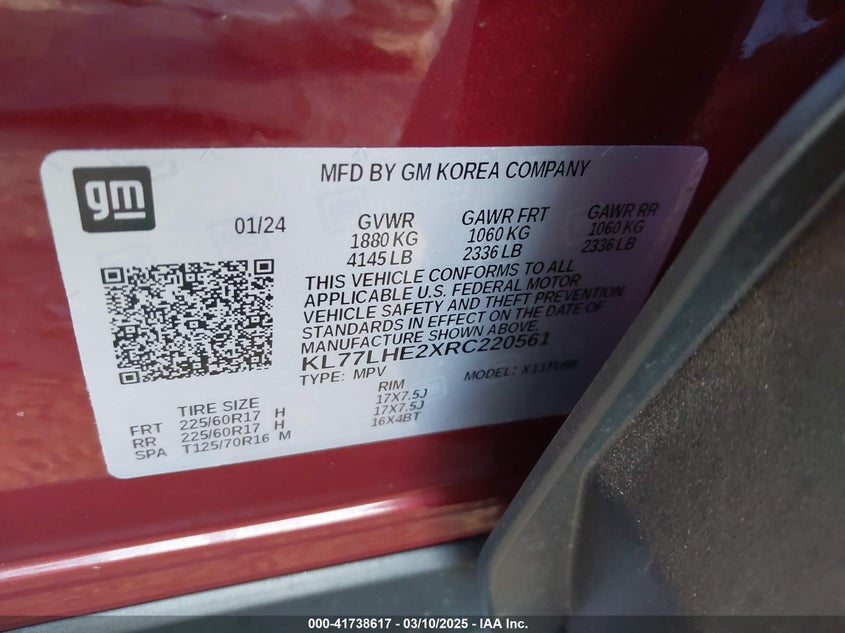 gm
MFD BY GM KOREA COMPANY
01/24
GVWR GAWR FRT GAWR RR
1880 KG 1060 KG 1060 KG
4145 LB 2336 LB 2336 LB
THIS VEHICLE CONFORMS TO ALL
APPLICABLE U.S. FEDERAL MOTOR
VEHICLE SAFETY AND THEFT PREVENTION
STANDARDS IN EFFECT ON THE DATE OF
MANUFACTURE SHOWN ABOVE.
KL77LHE2XRC220561
TYPE: MPV MODEL: X11TUSB
TIRE SIZE RIM
FRT 225/60R17 H 17X7.5J
RR 225/60R17 H 17X7.5J
SPA T125/70R16 M 16X4BT
000-41738617 — 03/10/2025 — IAA Inc.